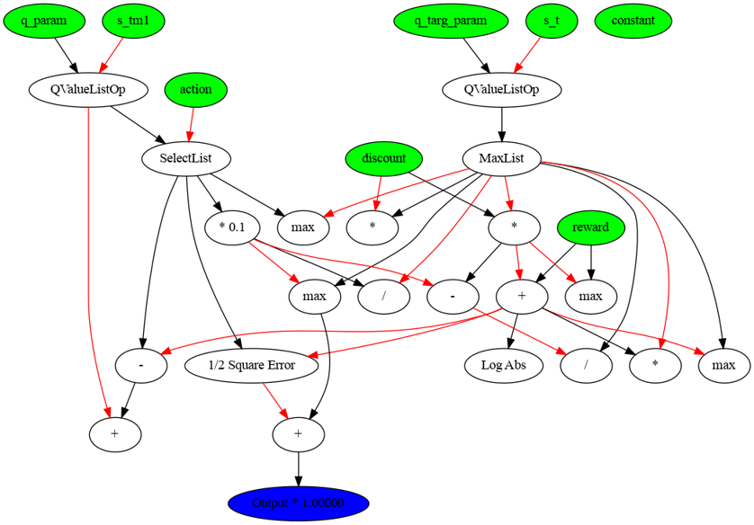 q_param
s_tm1
q_targ_param
s_t
constant
QValueListOp
action
QValueListOp
SelectList
discount
MaxList
* 0.1
max
*
*
reward
max
/
-
+
max
-
1/2 Square Error
Log Abs
/
*
max
+
+
Output * 1.00000